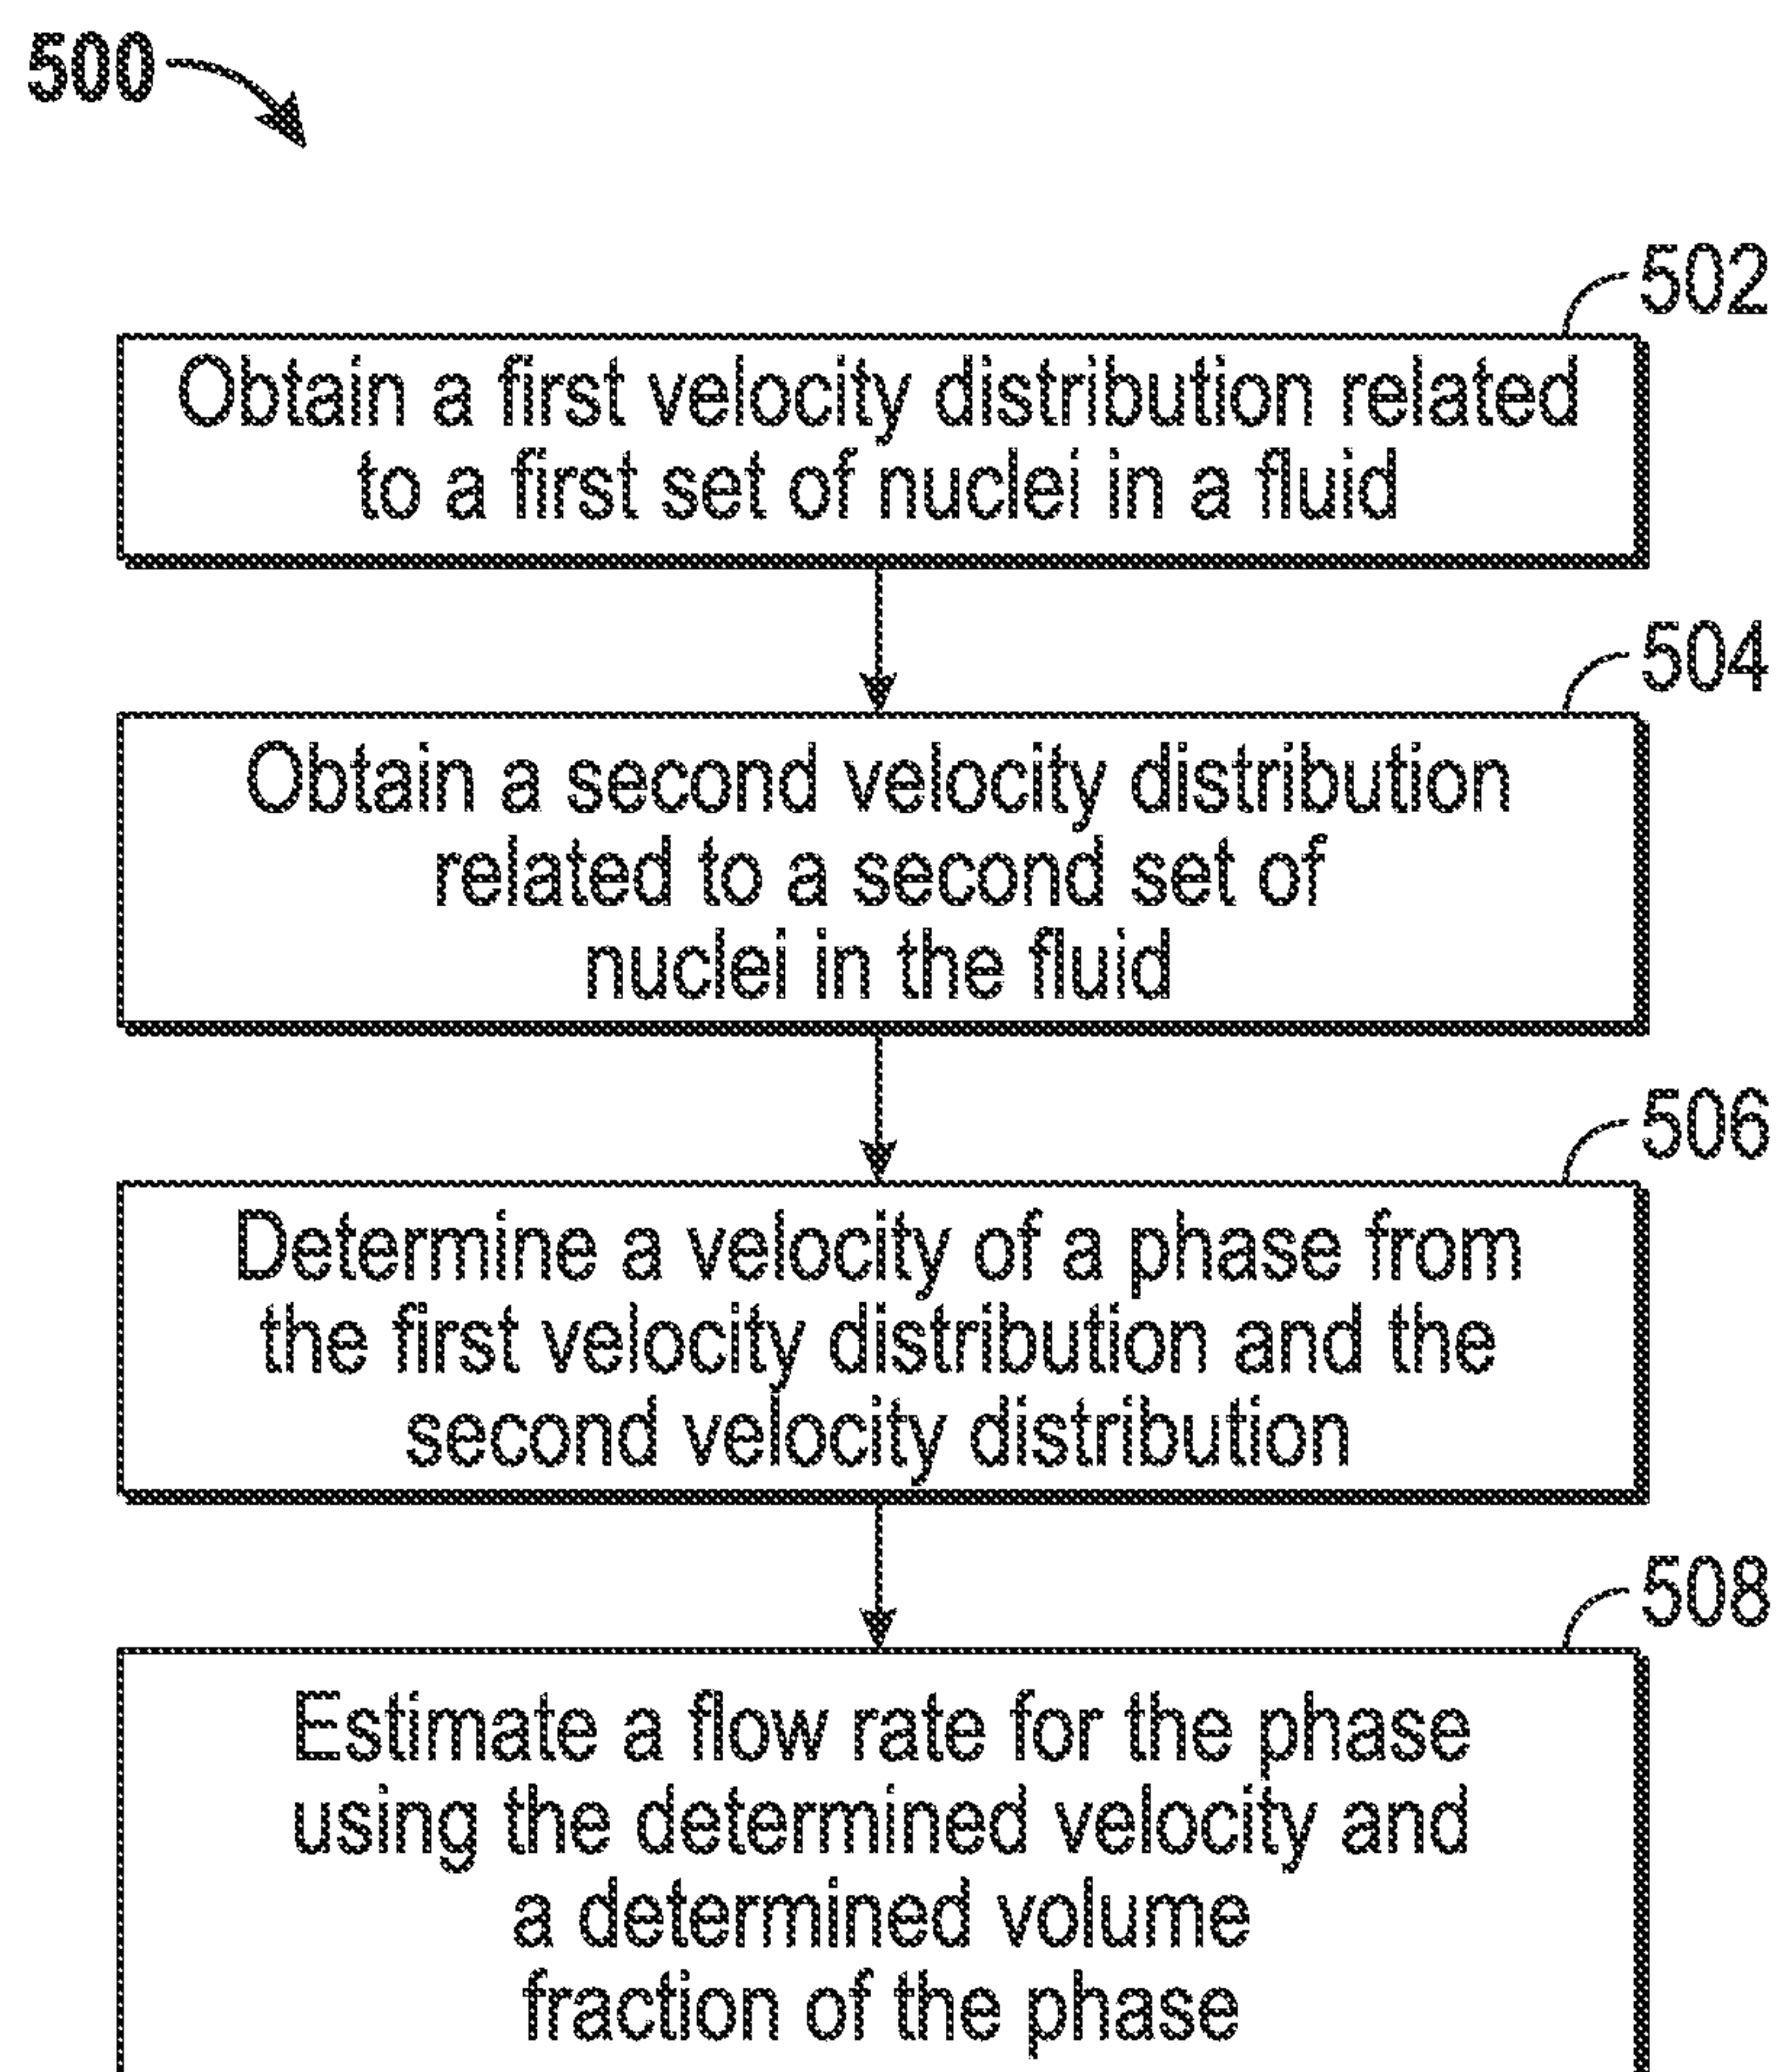 500
502
Obtain a first velocity distribution related
to a first set of nuclei in a fluid
504
Obtain a second velocity distribution
related to a second set of
nuclei in the fluid
506
Determine a velocity of a phase from
the first velocity distribution and the
second velocity distribution
508
Estimate a flow rate for the phase
using the determined velocity and
a determined volume
fraction of the phase